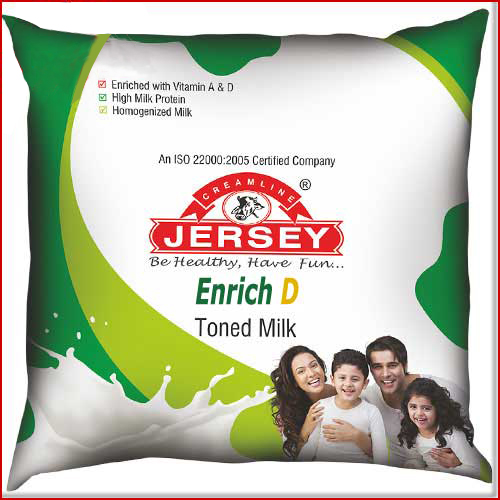 Enriched with Vitamin A & D
High Milk Protein
Homogenized Milk
An ISO 22000:2005 Certified Company
CREAMLINE ®
JERSEY
Be Healthy, Have Fun...
Enrich D
Toned Milk